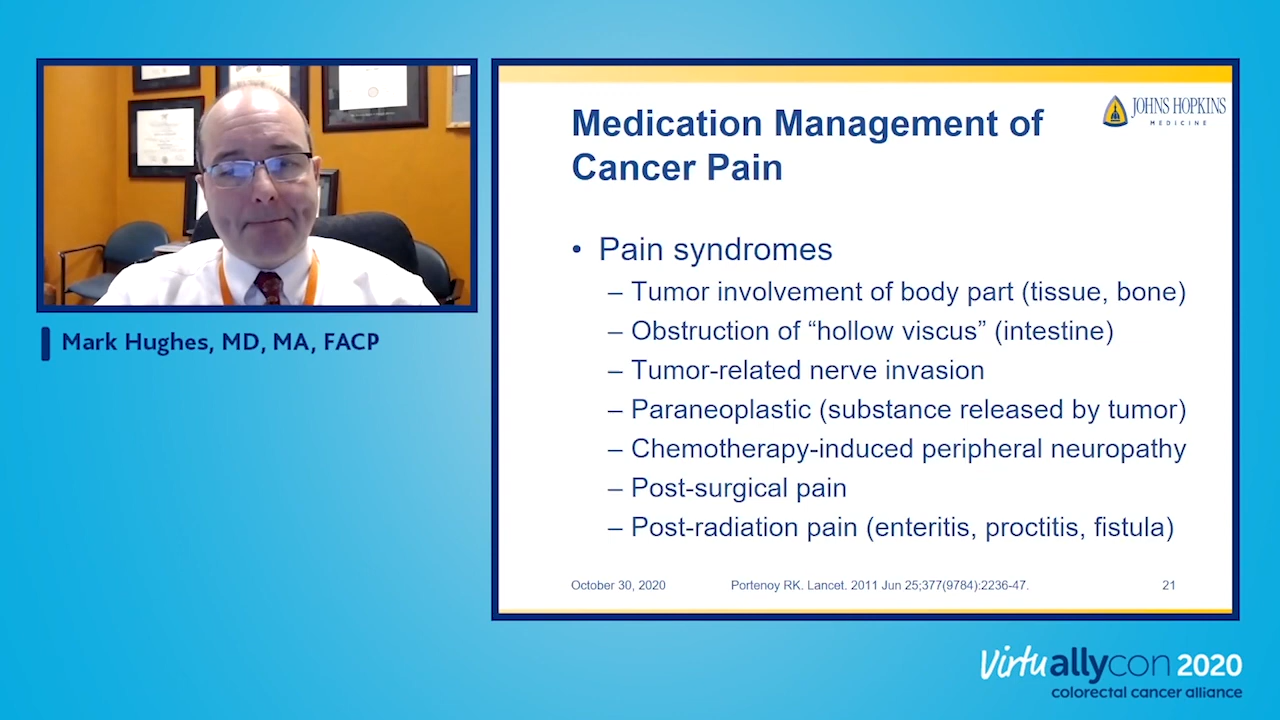 Medication Management of
Cancer Pain
JOHNS HOPKINS
MEDICINE
• Pain syndromes
– Tumor involvement of body part (tissue, bone)
– Obstruction of “hollow viscus” (intestine)
– Tumor-related nerve invasion
– Paraneoplastic (substance released by tumor)
– Chemotherapy-induced peripheral neuropathy
– Post-surgical pain
– Post-radiation pain (enteritis, proctitis, fistula)
October 30, 2020 Portenoy RK. Lancet. 2011 Jun 25;377(9784):2236-47. 21
Mark Hughes, MD, MA, FACP
Virtuallycon 2020
colorectal cancer alliance